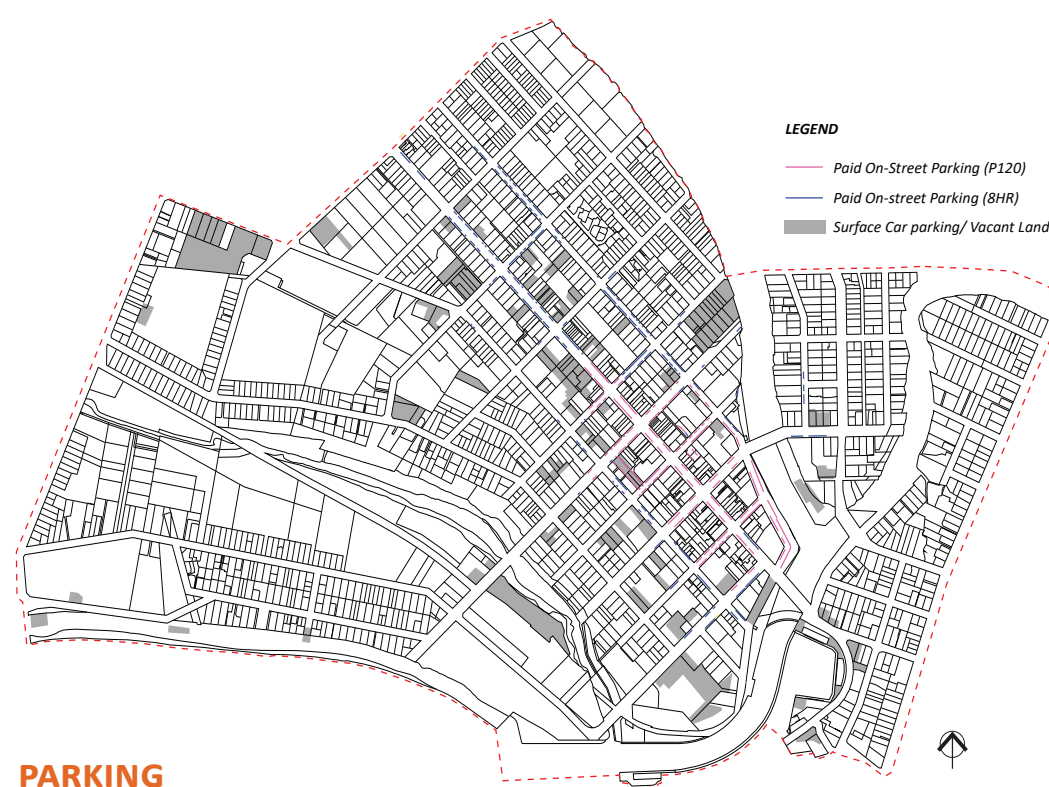 LEGEND
Paid On-Street Parking (P120)
Paid On-street Parking (8HR)
Surface Car parking/ Vacant Land
PARKING